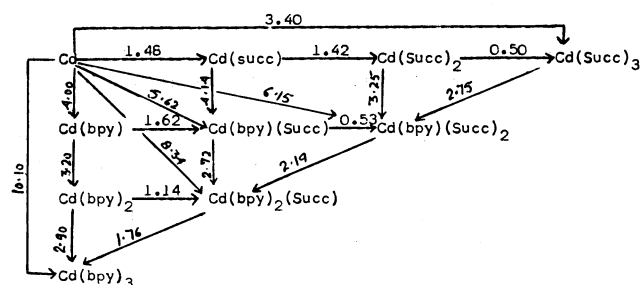 3.40
Cd 1.48 Cd(succ) 1.42 Cd(Succ)₂ 0.50 Cd(Succ)₃
4.00 5.62 4.14 6.15 3.25 2.75
Cd(bpy) 1.62 Cd(bpy)(Succ) 0.53 Cd(bpy)(Succ)₂
10.10 3.20 8.34 2.72 2.19
Cd(bpy)₂ 1.14 Cd(bpy)₂(Succ)
2.90 1.76
Cd(bpy)₃